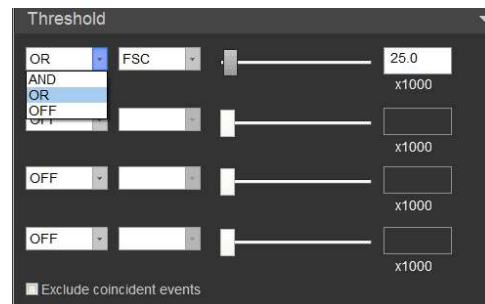 Threshold
OR FSC 25.0
x1000
AND
OR
OFF
x1000
OFF
x1000
OFF
x1000
Exclude coincident events